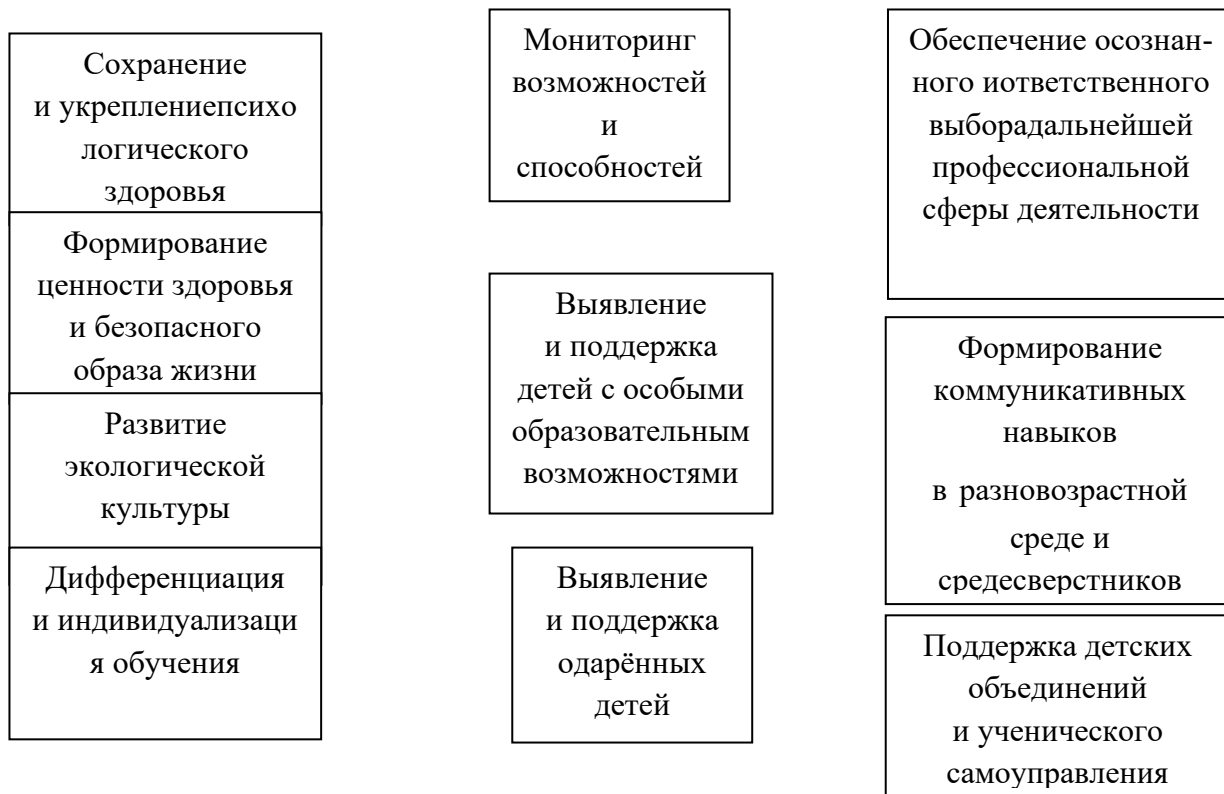 Сохранение
и укреплениепсихо
логического
здоровья
Формирование
ценности здоровья
и безопасного
образа жизни
Развитие
экологической
культуры
Дифференциация
и индивидуализаци
я обучения
Мониторинг
возможностей
и
способностей
Выявление
и поддержка
детей с особыми
образовательным
возможностями
Выявление
и поддержка
одарённых
детей
Обеспечение осознан-
ного иответственного
выборадальнейшей
профессиональной
сферы деятельности
Формирование
коммуникативных
навыков
в разновозрастной
среде и
средесверстников
Поддержка детских
объединений
и ученического
самоуправления